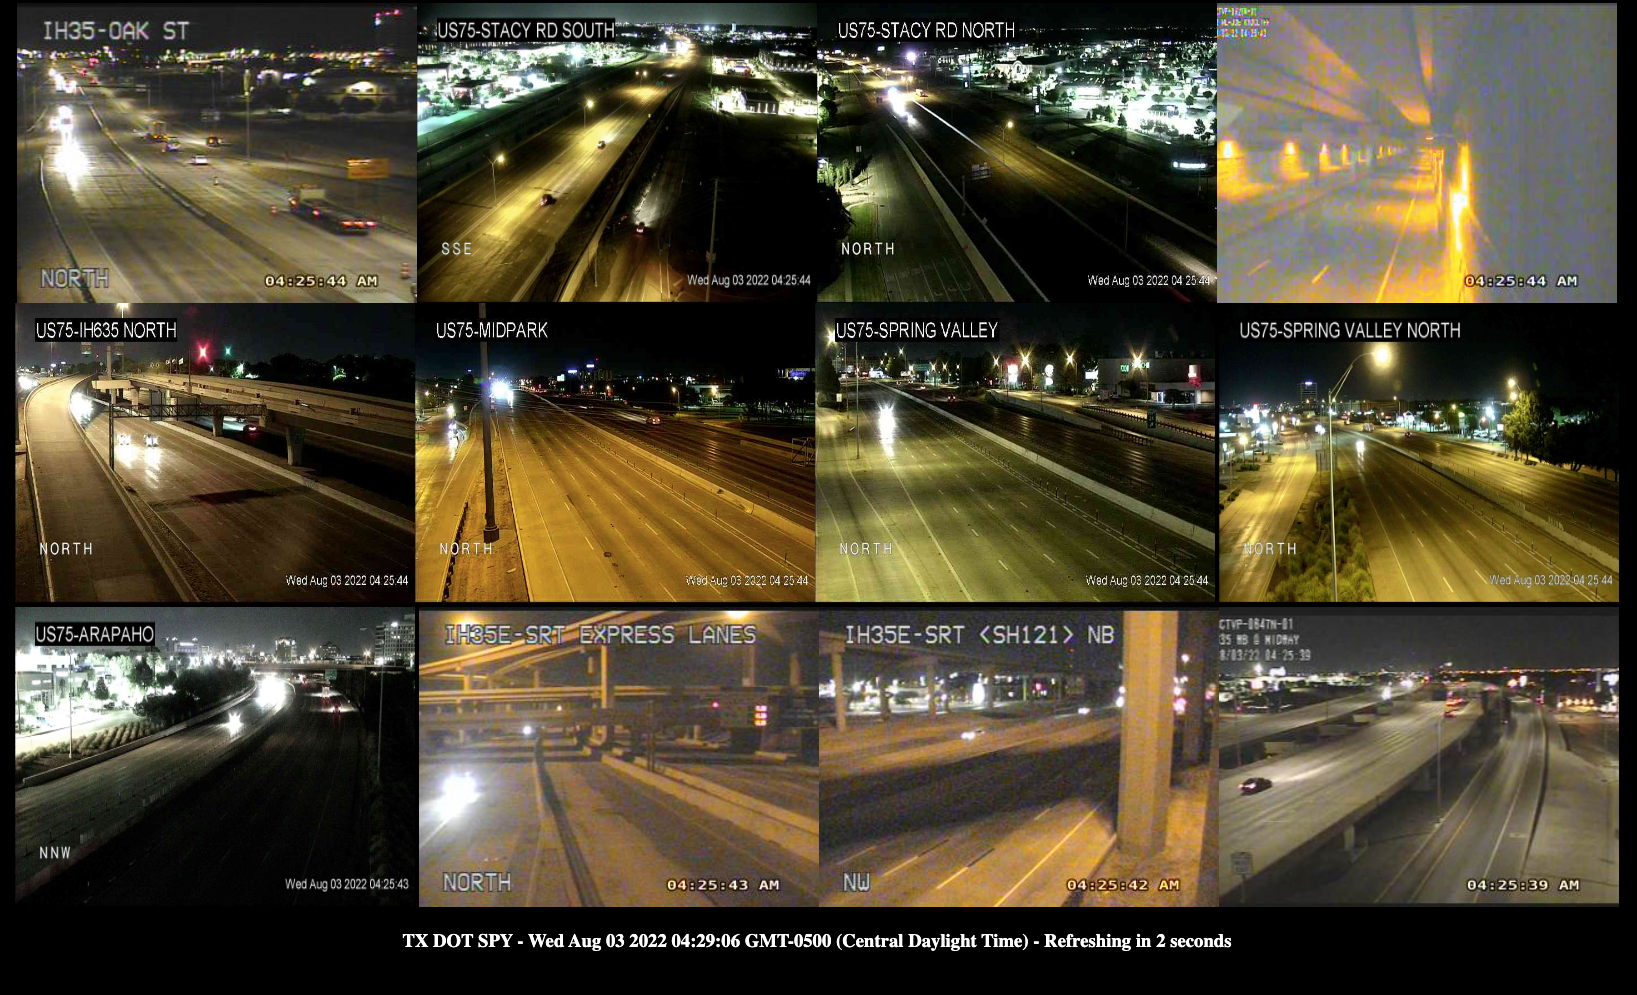 IH35-OAK ST
NORTH
04:25:44 AM
US75-STACY RD SOUTH
SSE
Wed Aug 03 2022 04:25:44
US75-STACY RD NORTH
NORTH
Wed Aug 03 2022 04:25:44
04:25:44 AM
US75-IH635 NORTH
NORTH
Wed Aug 03 2022 04:25:44
US75-MIDPARK
NORTH
Wed Aug 03 2022 04:25:44
US75-SPRING VALLEY
NORTH
Wed Aug 03 2022 04:25:44
US75-SPRING VALLEY NORTH
NORTH
Wed Aug 03 2022 04:25:44
US75-ARAPAHO
NNW
Wed Aug 03 2022 04:25:43
IH35E-SRT EXPRESS LANES
NORTH
04:25:43 AM
IH35E-SRT <SH121> NB
NW
04:25:42 AM
CTVP-064TN-01
35 WB @ MIDWAY
8/03/22 04:25:39
04:25:39 AM
TX DOT SPY - Wed Aug 03 2022 04:29:06 GMT-0500 (Central Daylight Time) - Refreshing in 2 seconds